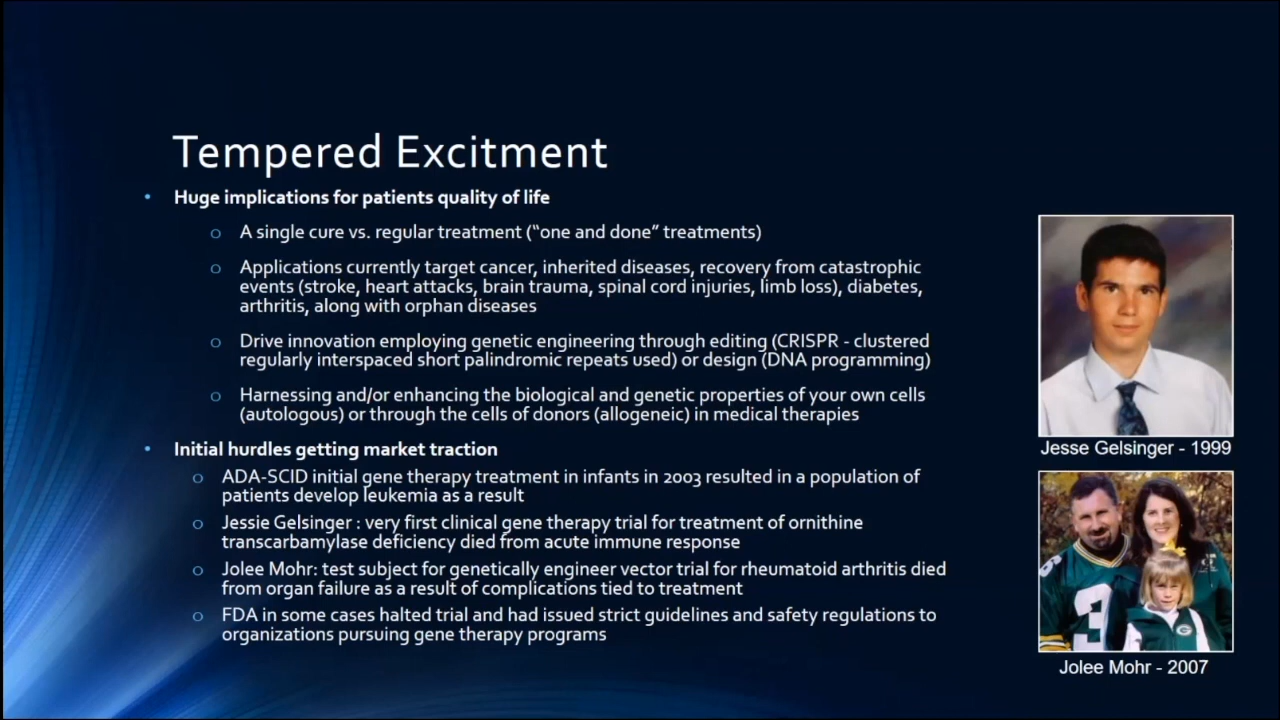 Tempered Excitment
• Huge implications for patients quality of life
o A single cure vs. regular treatment (“one and done” treatments)
o Applications currently target cancer, inherited diseases, recovery from catastrophic
events (stroke, heart attacks, brain trauma, spinal cord injuries, limb loss), diabetes,
arthritis, along with orphan diseases
o Drive innovation employing genetic engineering through editing (CRISPR - clustered
regularly interspaced short palindromic repeats used) or design (DNA programming)
o Harnessing and/or enhancing the biological and genetic properties of your own cells
(autologous) or through the cells of donors (allogeneic) in medical therapies
• Initial hurdles getting market traction
o ADA-SCID initial gene therapy treatment in infants in 2003 resulted in a population of
patients develop leukemia as a result
o Jessie Gelsinger : very first clinical gene therapy trial for treatment of ornithine
transcarbamylase deficiency died from acute immune response
o Jolee Mohr: test subject for genetically engineer vector trial for rheumatoid arthritis died
from organ failure as a result of complications tied to treatment
o FDA in some cases halted trial and had issued strict guidelines and safety regulations to
organizations pursuing gene therapy programs
Jesse Gelsinger - 1999
3
G
Jolee Mohr - 2007